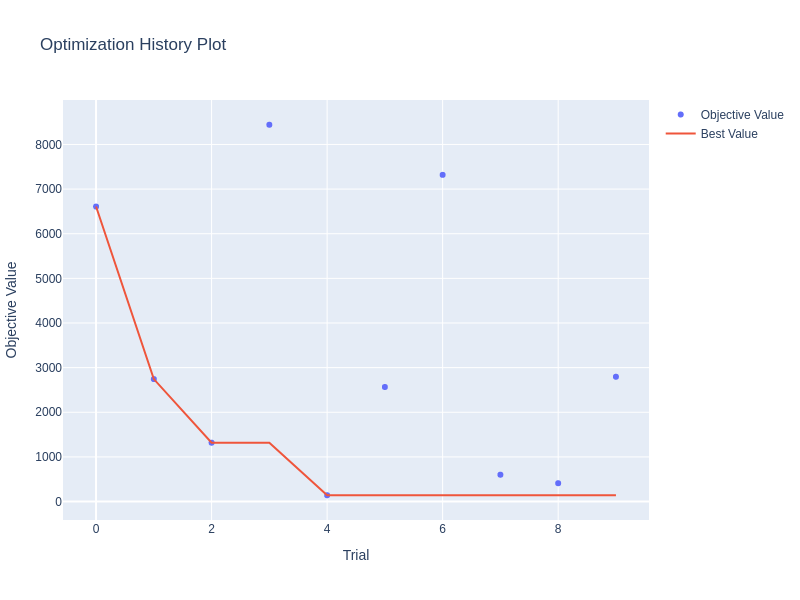 Optimization History Plot
Objective Value
Best Value
8000
7000
6000
5000
4000
3000
2000
1000
0
Objective Value
0
2
4
6
8
Trial